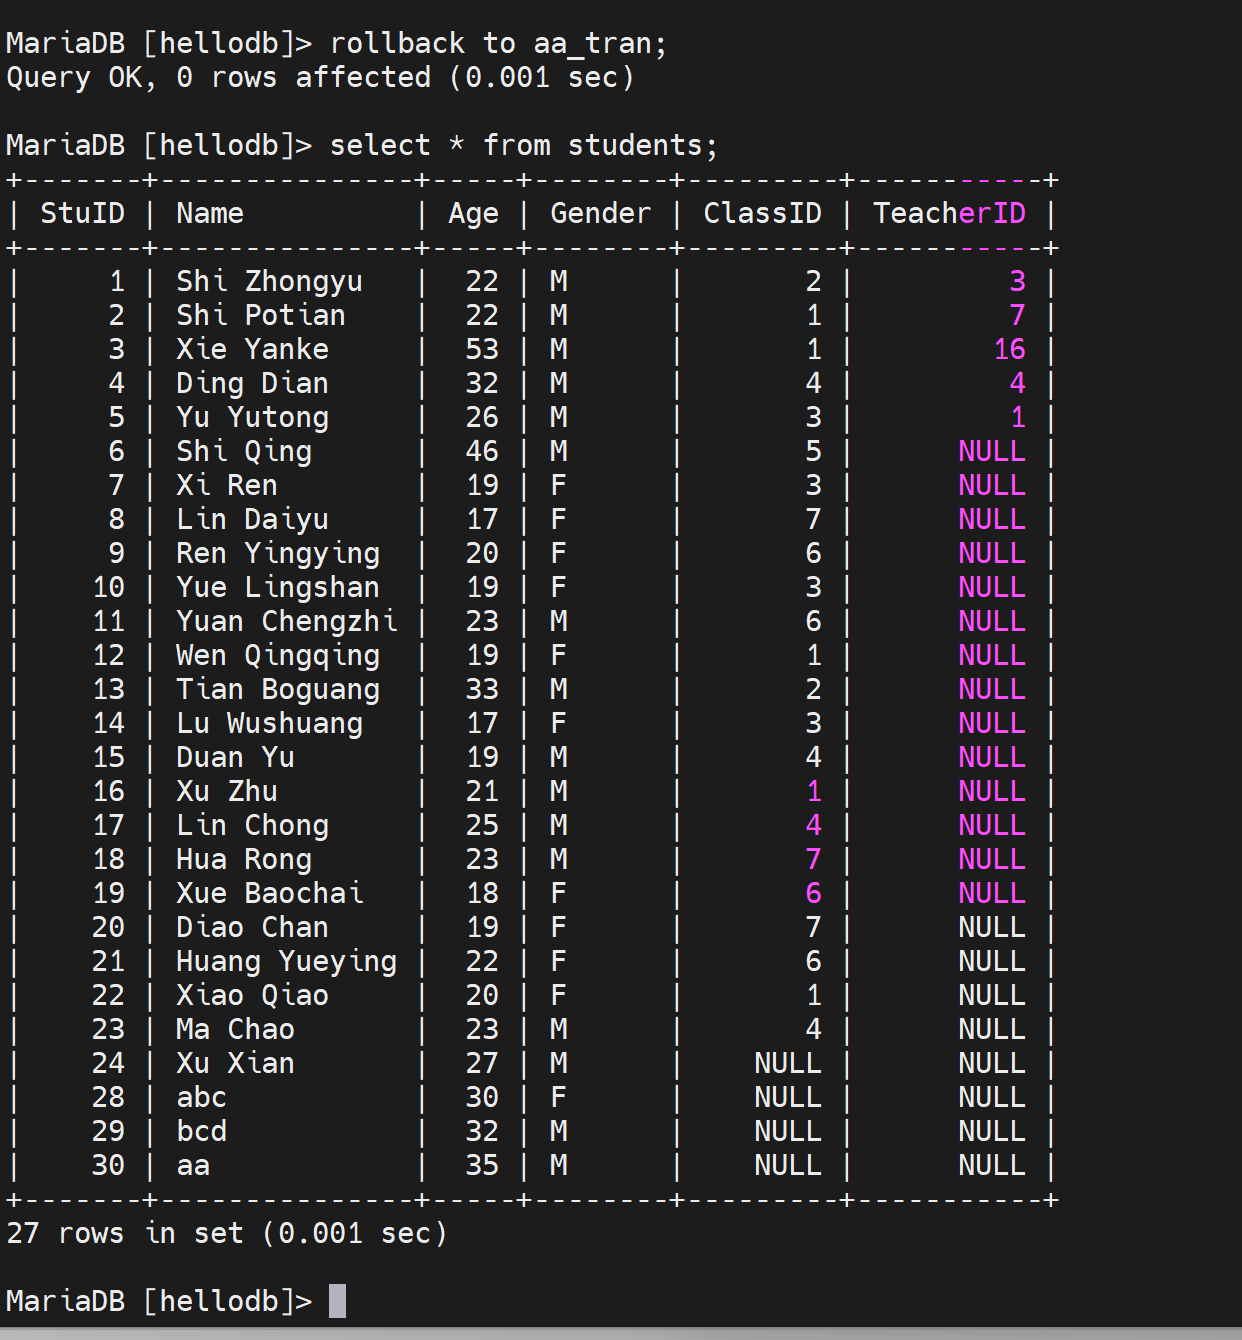 MariaDB [hellodb]> rollback to aa_tran;
Query OK, 0 rows affected (0.001 sec)
MariaDB [hellodb]> select * from students;
+-------+---------------+-----+--------+---------+-----------+
| StuID | Name          | Age | Gender | ClassID | TeacherID |
+-------+---------------+-----+--------+---------+-----------+
|     1 | Shi Zhongyu   |  22 | M      |       2 |         3 |
|     2 | Shi Potian    |  22 | M      |       1 |         7 |
|     3 | Xie Yanke     |  53 | M      |       1 |        16 |
|     4 | Ding Dian     |  32 | M      |       4 |         4 |
|     5 | Yu Yutong     |  26 | M      |       3 |         1 |
|     6 | Shi Qing      |  46 | M      |       5 |      NULL |
|     7 | Xi Ren        |  19 | F      |       3 |      NULL |
|     8 | Lin Daiyu     |  17 | F      |       7 |      NULL |
|     9 | Ren Yingying  |  20 | F      |       6 |      NULL |
|    10 | Yue Lingshan  |  19 | F      |       3 |      NULL |
|    11 | Yuan Chengzhi |  23 | M      |       6 |      NULL |
|    12 | Wen Qingqing  |  19 | F      |       1 |      NULL |
|    13 | Tian Boguang  |  33 | M      |       2 |      NULL |
|    14 | Lu Wushuang   |  17 | F      |       3 |      NULL |
|    15 | Duan Yu       |  19 | M      |       4 |      NULL |
|    16 | Xu Zhu        |  21 | M      |       1 |      NULL |
|    17 | Lin Chong     |  25 | M      |       4 |      NULL |
|    18 | Hua Rong      |  23 | M      |       7 |      NULL |
|    19 | Xue Baochai   |  18 | F      |       6 |      NULL |
|    20 | Diao Chan     |  19 | F      |       7 |      NULL |
|    21 | Huang Yueying |  22 | F      |       6 |      NULL |
|    22 | Xiao Qiao     |  20 | F      |       1 |      NULL |
|    23 | Ma Chao       |  23 | M      |       4 |      NULL |
|    24 | Xu Xian       |  27 | M      |    NULL |      NULL |
|    28 | abc           |  30 | F      |    NULL |      NULL |
|    29 | bcd           |  32 | M      |    NULL |      NULL |
|    30 | aa            |  35 | M      |    NULL |      NULL |
+-------+---------------+-----+--------+---------+-----------+
27 rows in set (0.001 sec)
MariaDB [hellodb]>